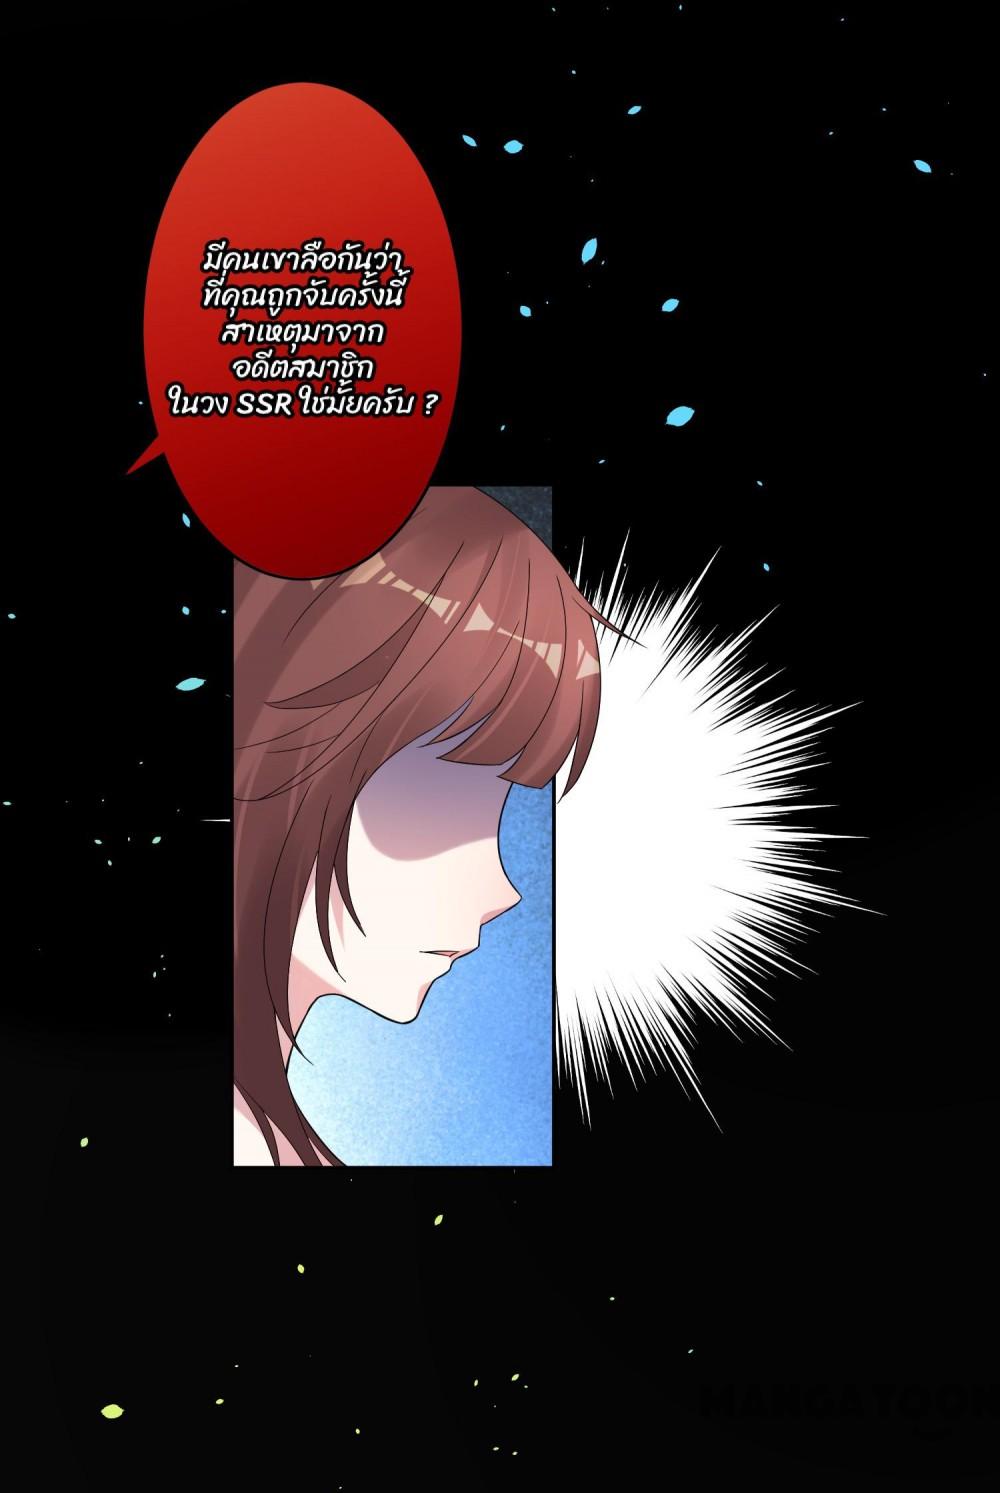 มีคนเขาลือกันว่า
ที่คุณถูกจับครั้งนี้
สาเหตุมาจาก
อดีตสมาชิก
ในวง SSR ใช่มั้ยครับ ?
MANGATOON